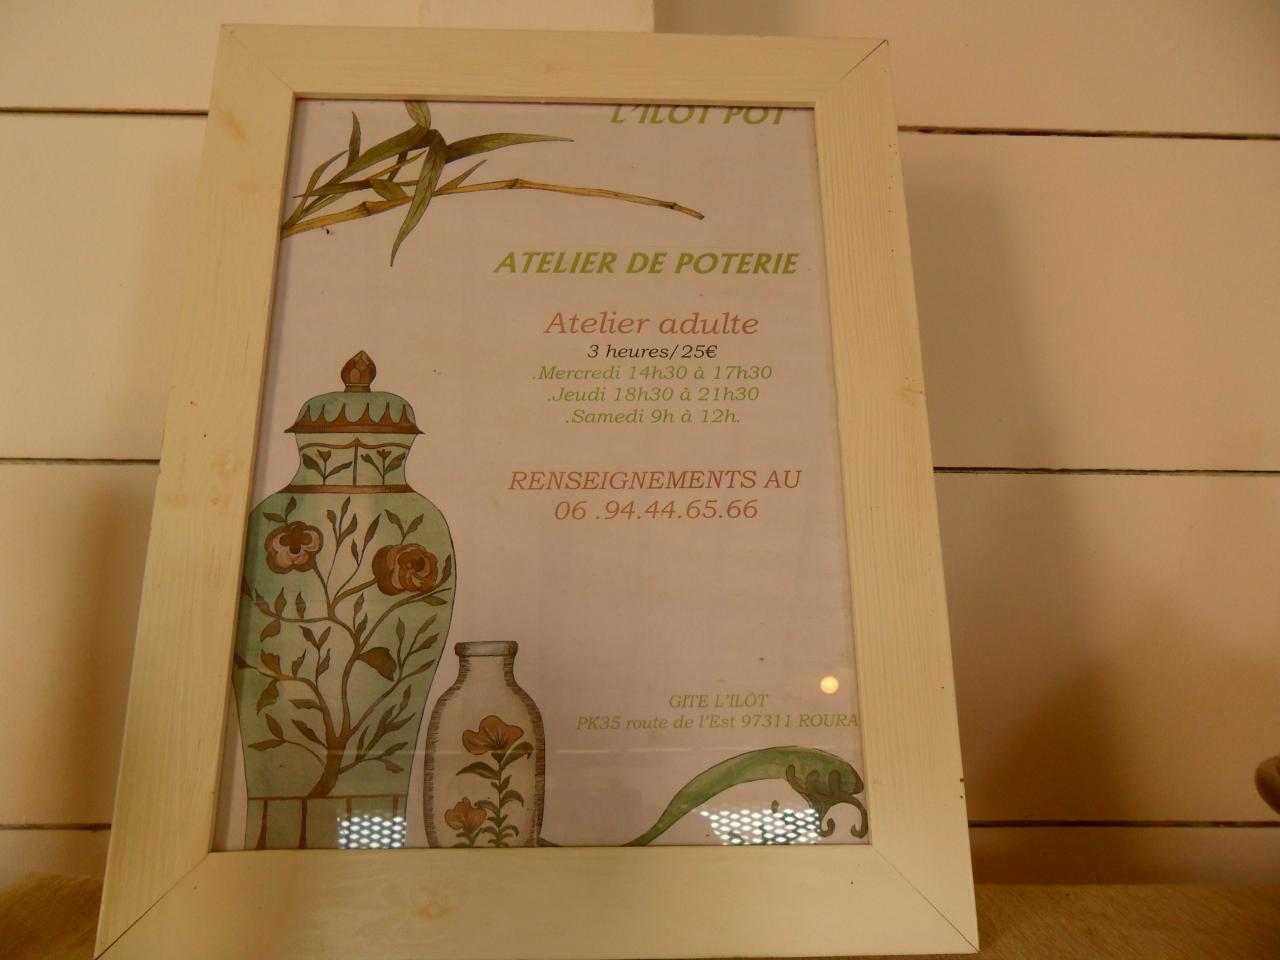 L'ILOT POT
ATELIER DE POTERIE
Atelier adulte
3 heures/25€
.Mercredi 14h30 à 17h30
.Jeudi 18h30 à 21h30
.Samedi 9h à 12h.
RENSEIGNEMENTS AU
06 .94.44.65.66
GITE L'ILÒT
PK35 route de l'Est 97311 ROURA